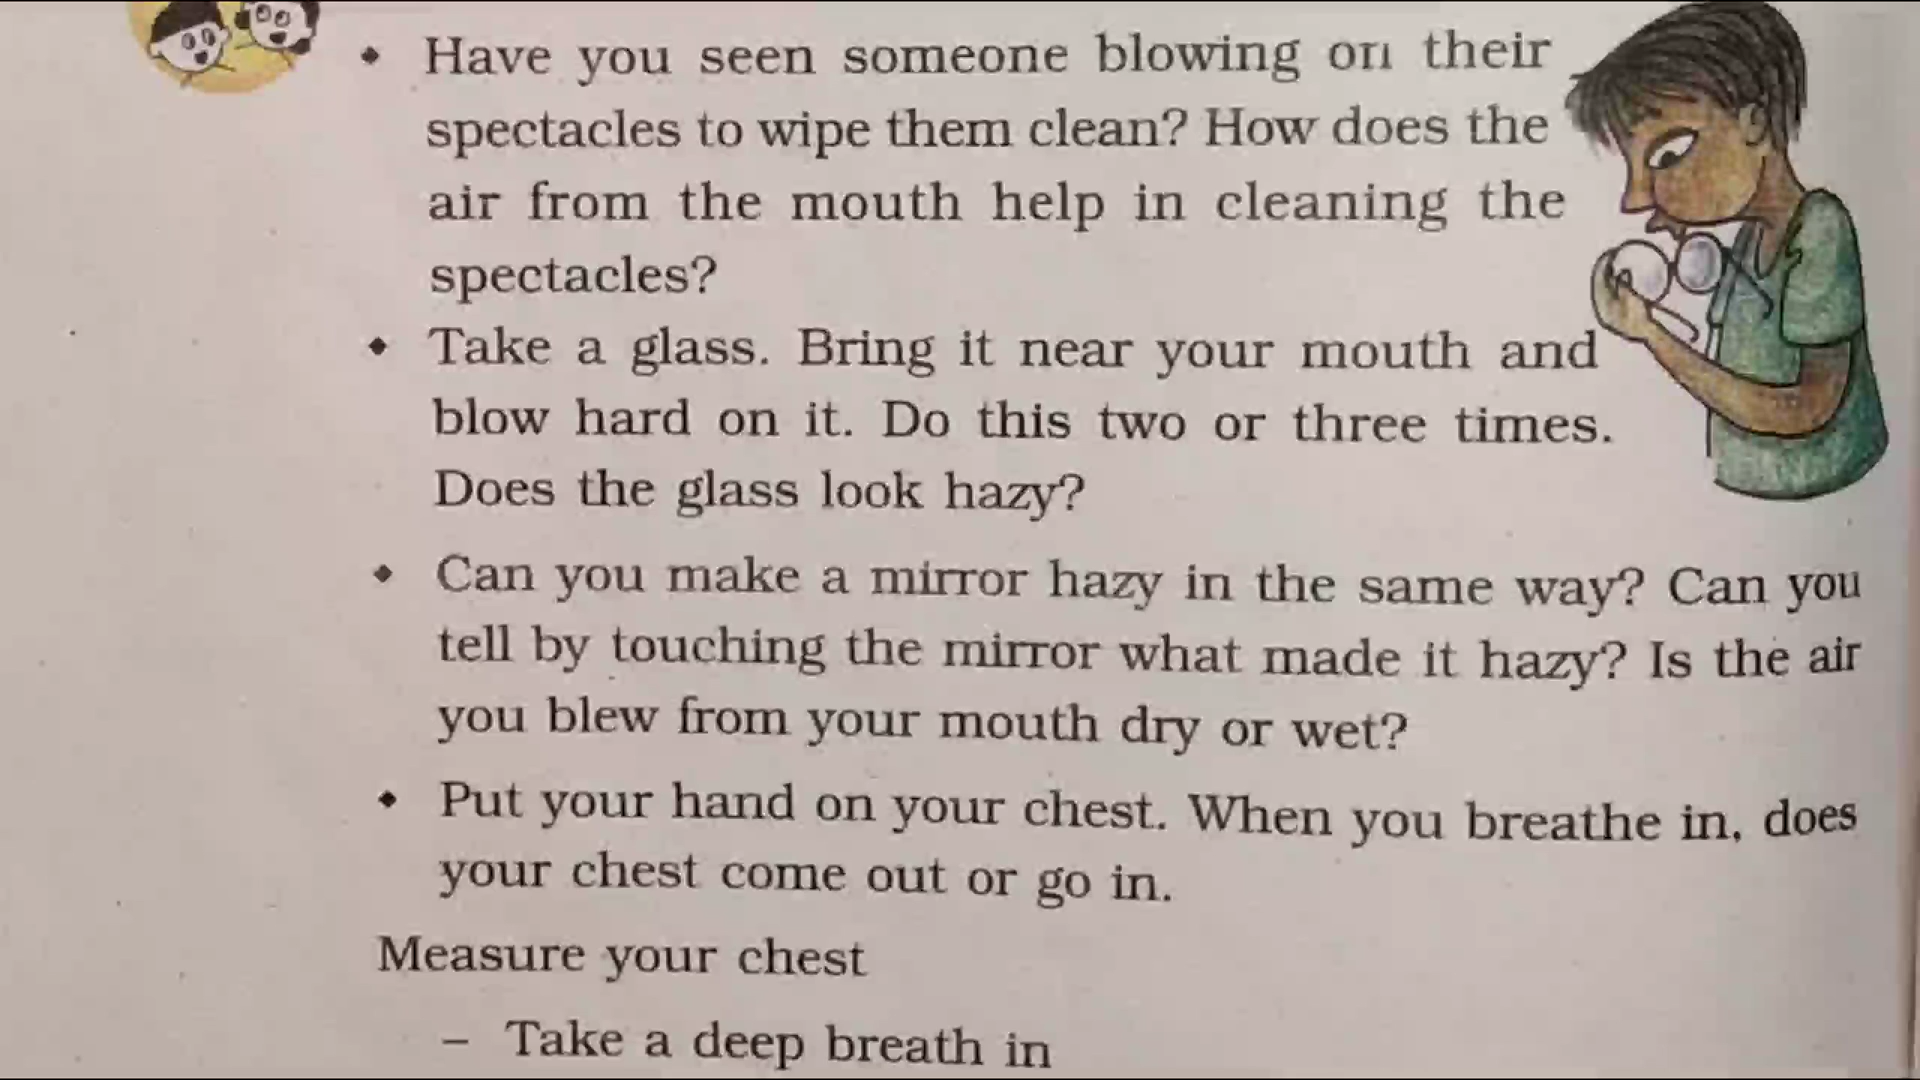 • Have you seen someone blowing on their
spectacles to wipe them clean? How does the
air from the mouth help in cleaning the
spectacles?
• Take a glass. Bring it near your mouth and
blow hard on it. Do this two or three times.
Does the glass look hazy?
• Can you make a mirror hazy in the same way? Can you
tell by touching the mirror what made it hazy? Is the air
you blew from your mouth dry or wet?
• Put your hand on your chest. When you breathe in, does
your chest come out or go in.
Measure your chest
– Take a deep breath in